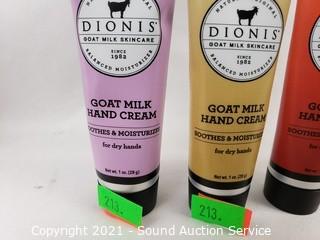 DIONIS
GOAT MILK SKINCARE
SINCE
1982
BALANCED MOISTURIZER
GOAT MILK
HAND CREAM
SOOTHES & MOISTURIZES
for dry hands
Net wt. 1 oz. (28 g)
213.
DIONIS
GOAT MILK SKINCARE
SINCE
1982
BALANCED MOISTURIZER
GOAT MILK
HAND CREAM
SOOTHES & MOISTURIZES
for dry hands
Net wt. 1 oz. (28 g)
213.
Copyright 2021 - Sound Auction Service